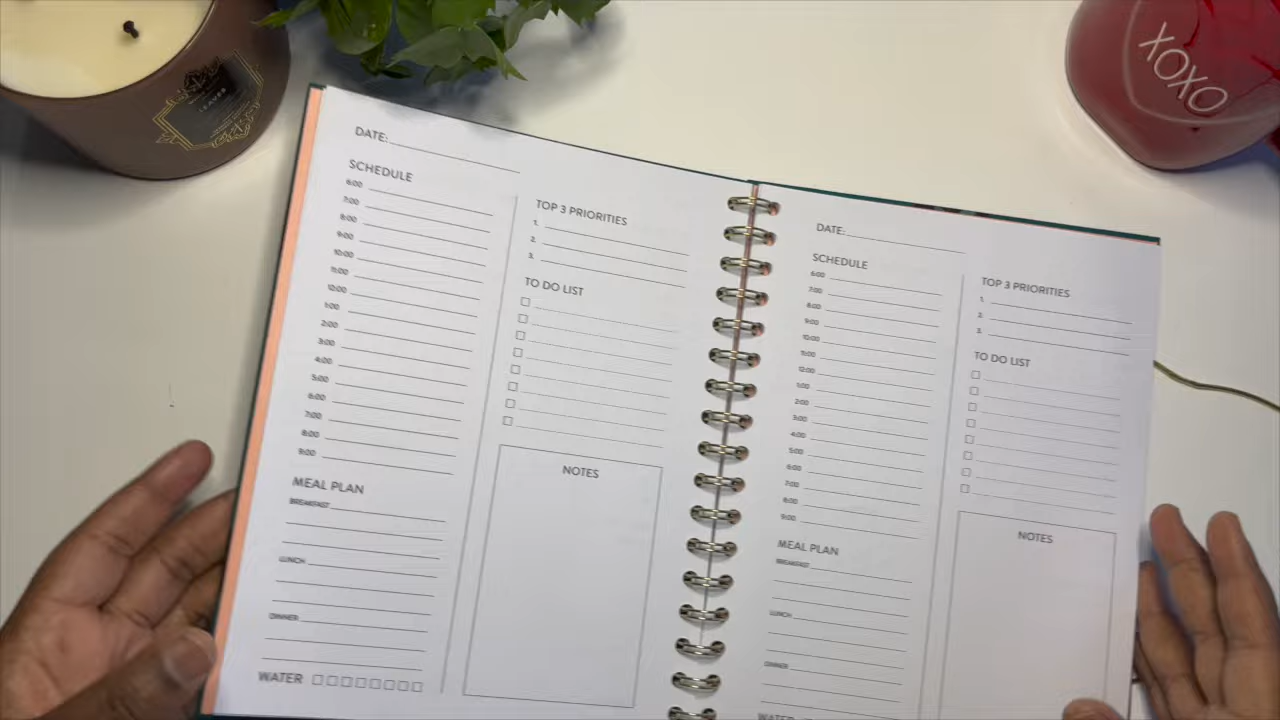 LEAVES
XOXO
DATE:
SCHEDULE
6:00
7:00
8:00
9:00
10:00
11:00
12:00
1:00
2:00
3:00
4:00
5:00
6:00
7:00
8:00
9:00
MEAL PLAN
BREAKFAST
LUNCH
DINNER
WATER
TOP 3 PRIORITIES
1.
2.
3.
TO DO LIST
NOTES
DATE:
SCHEDULE
6:00
7:00
8:00
9:00
10:00
11:00
12:00
1:00
2:00
3:00
4:00
5:00
6:00
7:00
8:00
9:00
MEAL PLAN
BREAKFAST
LUNCH
DINNER
WATER
TOP 3 PRIORITIES
1.
2.
3.
TO DO LIST
NOTES